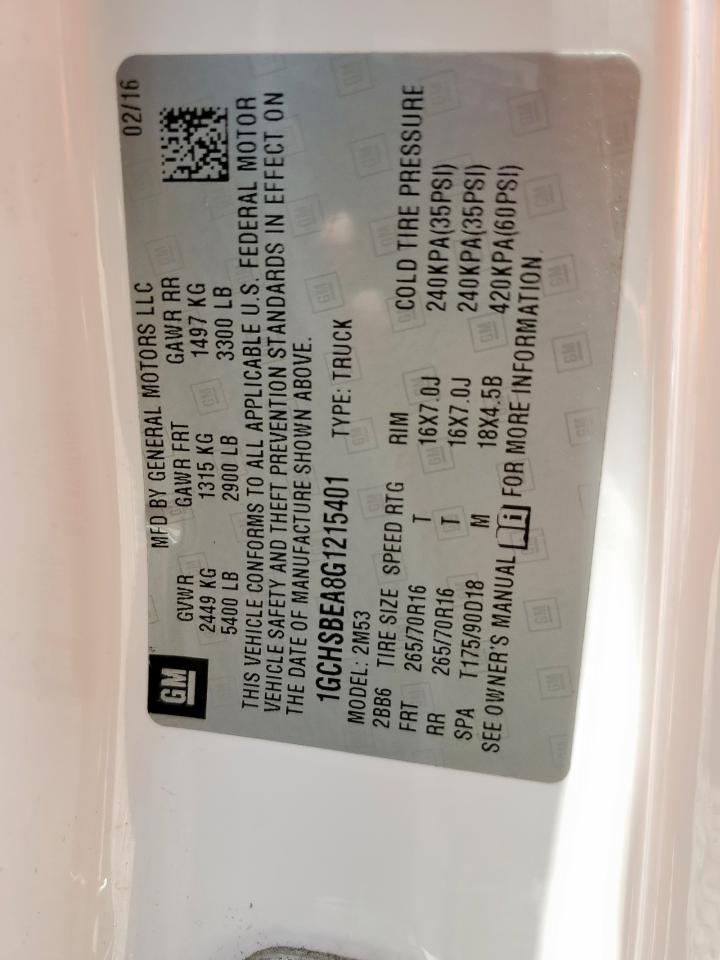 GM
MFD BY GENERAL MOTORS LLC 02/16
GVWR GAWR FRT GAWR RR
2449 KG 1315 KG 1497 KG
5400 LB 2900 LB 3300 LB
THIS VEHICLE CONFORMS TO ALL APPLICABLE U.S. FEDERAL MOTOR
VEHICLE SAFETY AND THEFT PREVENTION STANDARDS IN EFFECT ON
THE DATE OF MANUFACTURE SHOWN ABOVE.
1GCHSBEA8G1215401 TYPE: TRUCK
MODEL: 2M53
2BB6 TIRE SIZE SPEED RTG RIM COLD TIRE PRESSURE
FRT 265/70R16 T 16X7.0J 240KPA(35PSI)
RR 265/70R16 T 16X7.0J 240KPA(35PSI)
SPA T175/90D18 M 18X4.5B 420KPA(60PSI)
SEE OWNER'S MANUAL FOR MORE INFORMATION.